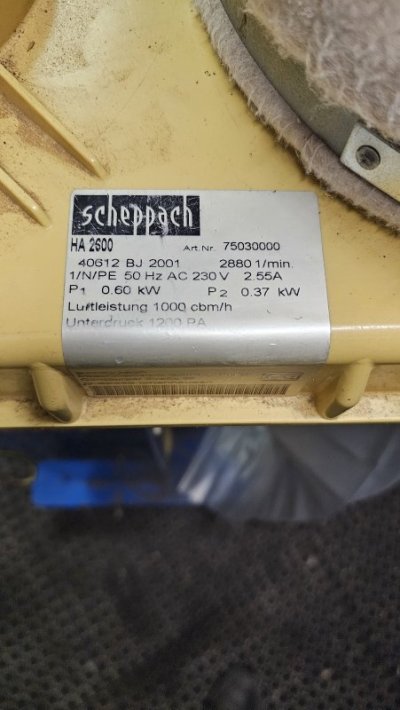 scheppach
HA 2600 Art Nr. 75030000
40612 BJ 2001 2880 1/min
1/N/PE 50 Hz AC 230 V 2.55A
P1 0.60 kW P2 0.37 kW
Luftleistung 1000 cbm/h
Unterdruck 1200 PA